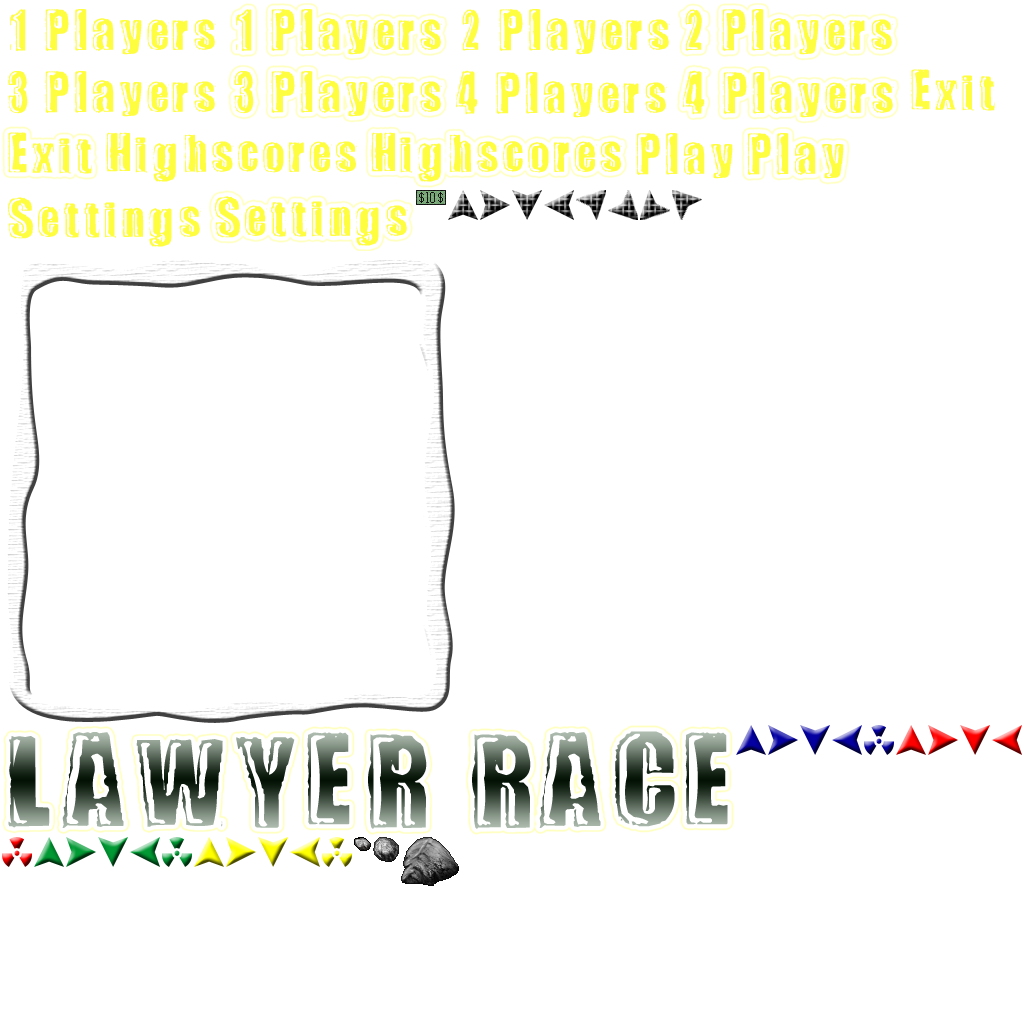 1 Players 1 Players 2 Players 2 Players
3 Players 3 Players 4 Players 4 Players Exit
Exit Highscores Highscores Play Play
Settings Settings $10$
LAWYER RACE